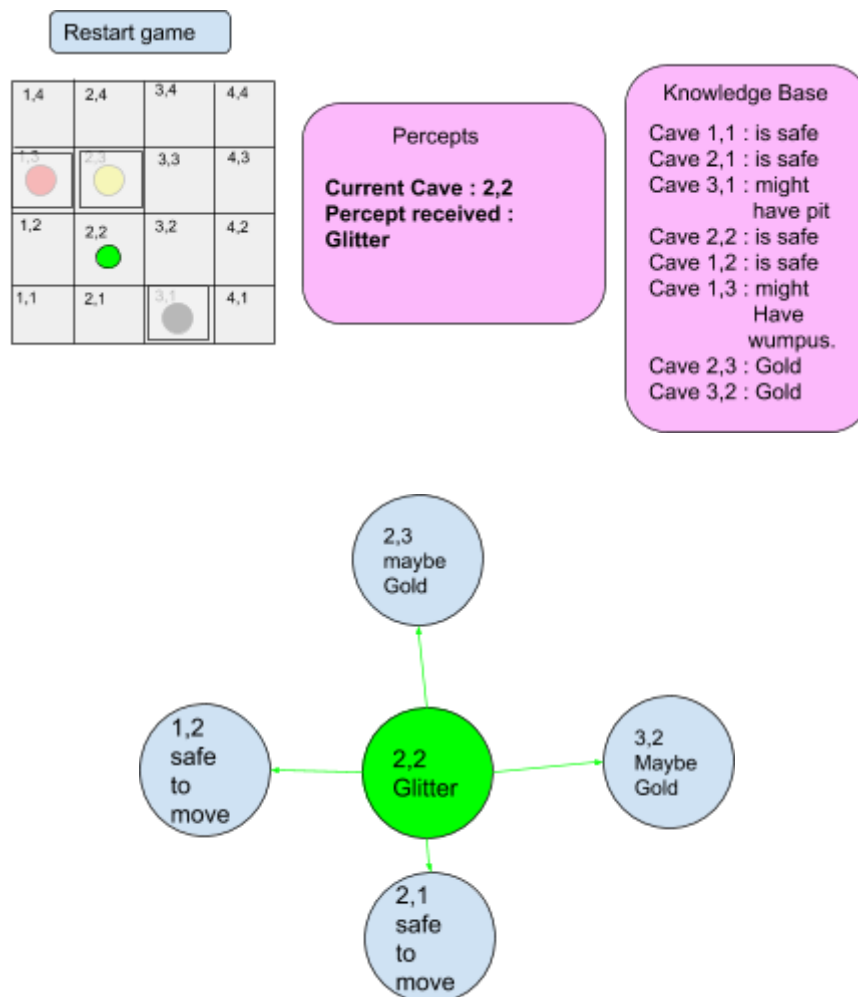 Restart game
1,4
2,4
3,4
4,4
1,3
2,3
3,3
4,3
1,2
2,2
3,2
4,2
1,1
2,1
3,1
4,1
Percepts
Current Cave : 2,2
Percept received :
Glitter
Knowledge Base
Cave 1,1 : is safe
Cave 2,1 : is safe
Cave 3,1 : might
have pit
Cave 2,2 : is safe
Cave 1,2 : is safe
Cave 1,3 : might
Have
wumpus.
Cave 2,3 : Gold
Cave 3,2 : Gold
2,3
maybe
Gold
1,2
safe
to
move
2,2
Glitter
3,2
Maybe
Gold
2,1
safe
to
move